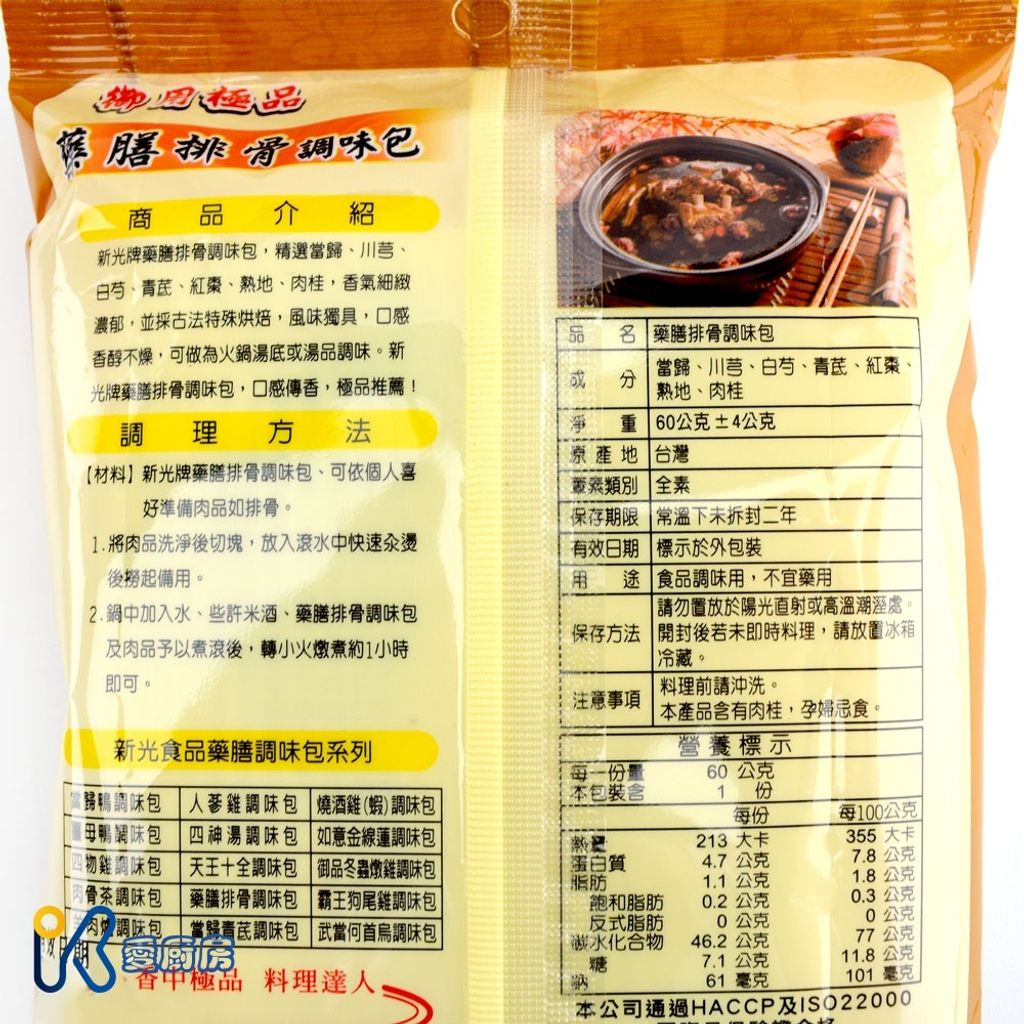 御用極品
藥膳排骨調味包
商品介紹
新光牌藥膳排骨調味包，精選當歸、川芎、
白芍、青茋、紅棗、熟地、肉桂，香氣細緻
濃郁，並採古法特殊烘焙，風味獨具，口感
香醇不燥，可做為火鍋湯底或湯品調味。新
光牌藥膳排骨調味包，口感傳香，極品推薦！
調理方法
【材料】新光牌藥膳排骨調味包、可依個人喜
好準備肉品如排骨。
1.將肉品洗淨後切塊，放入滾水中快速汆燙
後撈起備用。
2.鍋中加入水、些許米酒、藥膳排骨調味包
及肉品予以煮滾後，轉小火燉煮約1小時
即可。
新光食品藥膳調味包系列
當歸鴨調味包 人蔘雞調味包 燒酒雞(蝦)調味包
薑母鴨調味包 四神湯調味包 如意金線蓮調味包
四物雞調味包 天王十全調味包 御品冬蟲燉雞調味包
肉骨茶調味包 藥膳排骨調味包 霸王狗尾雞調味包
羊肉爐調味包 當歸青茋調味包 武當何首烏調味包
愛廚房
香中極品 料理達人
品名 藥膳排骨調味包
成分 當歸、川芎、白芍、青茋、紅棗、
熟地、肉桂
淨重 60公克±4公克
原產地 台灣
葷素類別 全素
保存期限 常溫下未拆封二年
有效日期 標示於外包裝
用途 食品調味用，不宜藥用
保存方法 請勿置放於陽光直射或高溫潮溼處。
開封後若未即時料理，請放置冰箱
冷藏。
注意事項 料理前請沖洗。
本產品含有肉桂，孕婦忌食。
營養標示
每一份量 60 公克
本包裝含 1 份
每份 每100公克
熱量 213 大卡 355 大卡
蛋白質 4.7 公克 7.8 公克
脂肪 1.1 公克 1.8 公克
飽和脂肪 0.2 公克 0.3 公克
反式脂肪 0 公克 0 公克
碳水化合物 46.2 公克 77 公克
糖 7.1 公克 11.8 公克
鈉 61 毫克 101 毫克
本公司通過HACCP及ISO22000